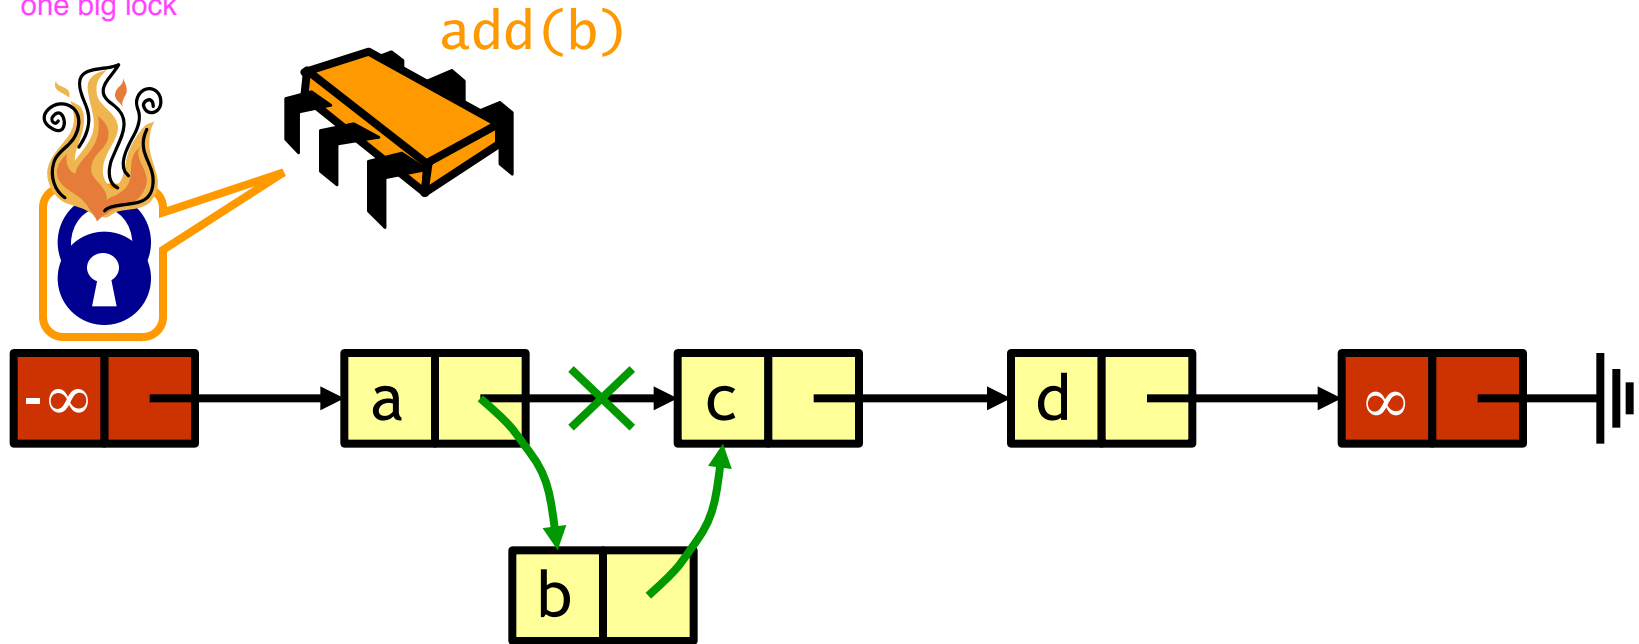 one big lock
add(b)
-∞ a c d ∞
b